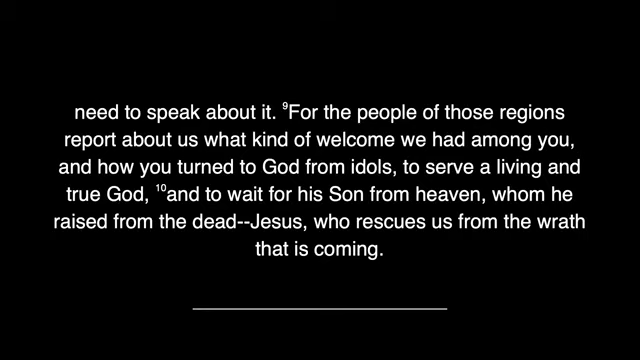 need to speak about it. ⁹For the people of those regions
report about us what kind of welcome we had among you,
and how you turned to God from idols, to serve a living and
true God, ¹⁰and to wait for his Son from heaven, whom he
raised from the dead--Jesus, who rescues us from the wrath
that is coming.